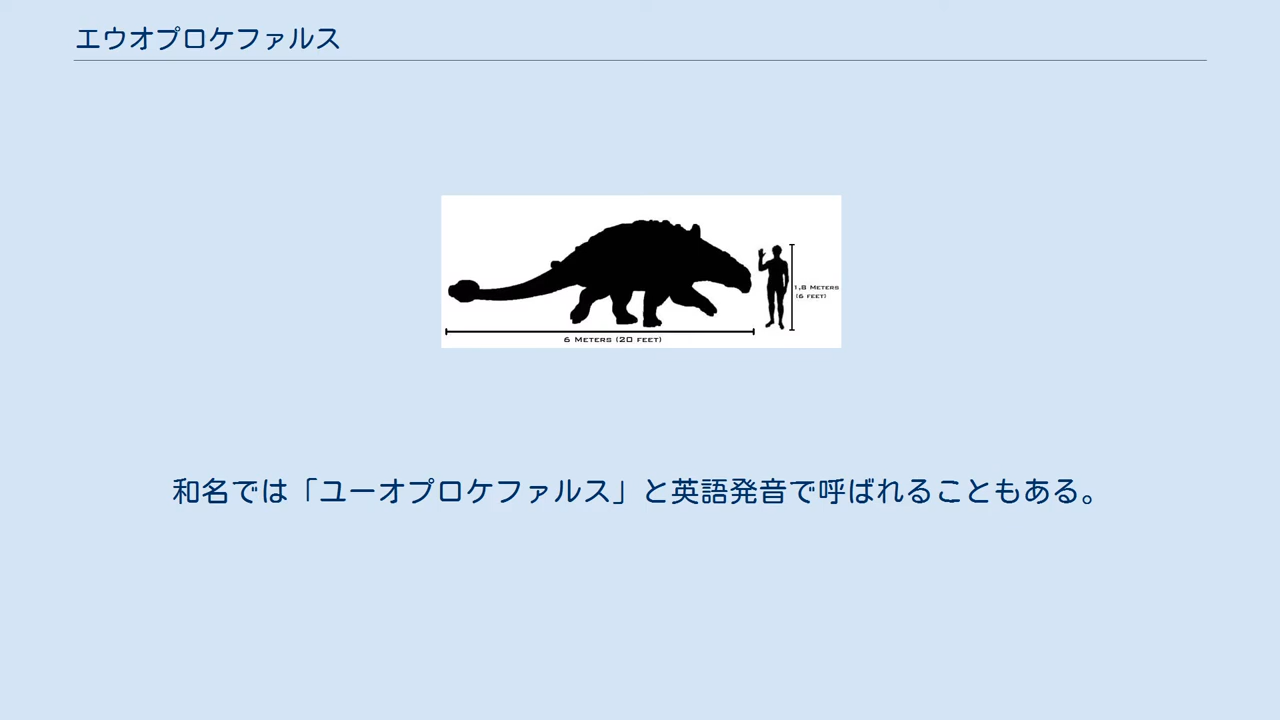 エウオプロケファルス
1,8 Meters
(6 feet)
6 Meters (20 feet)
和名では「ユーオプロケファルス」と英語発音で呼ばれることもある。